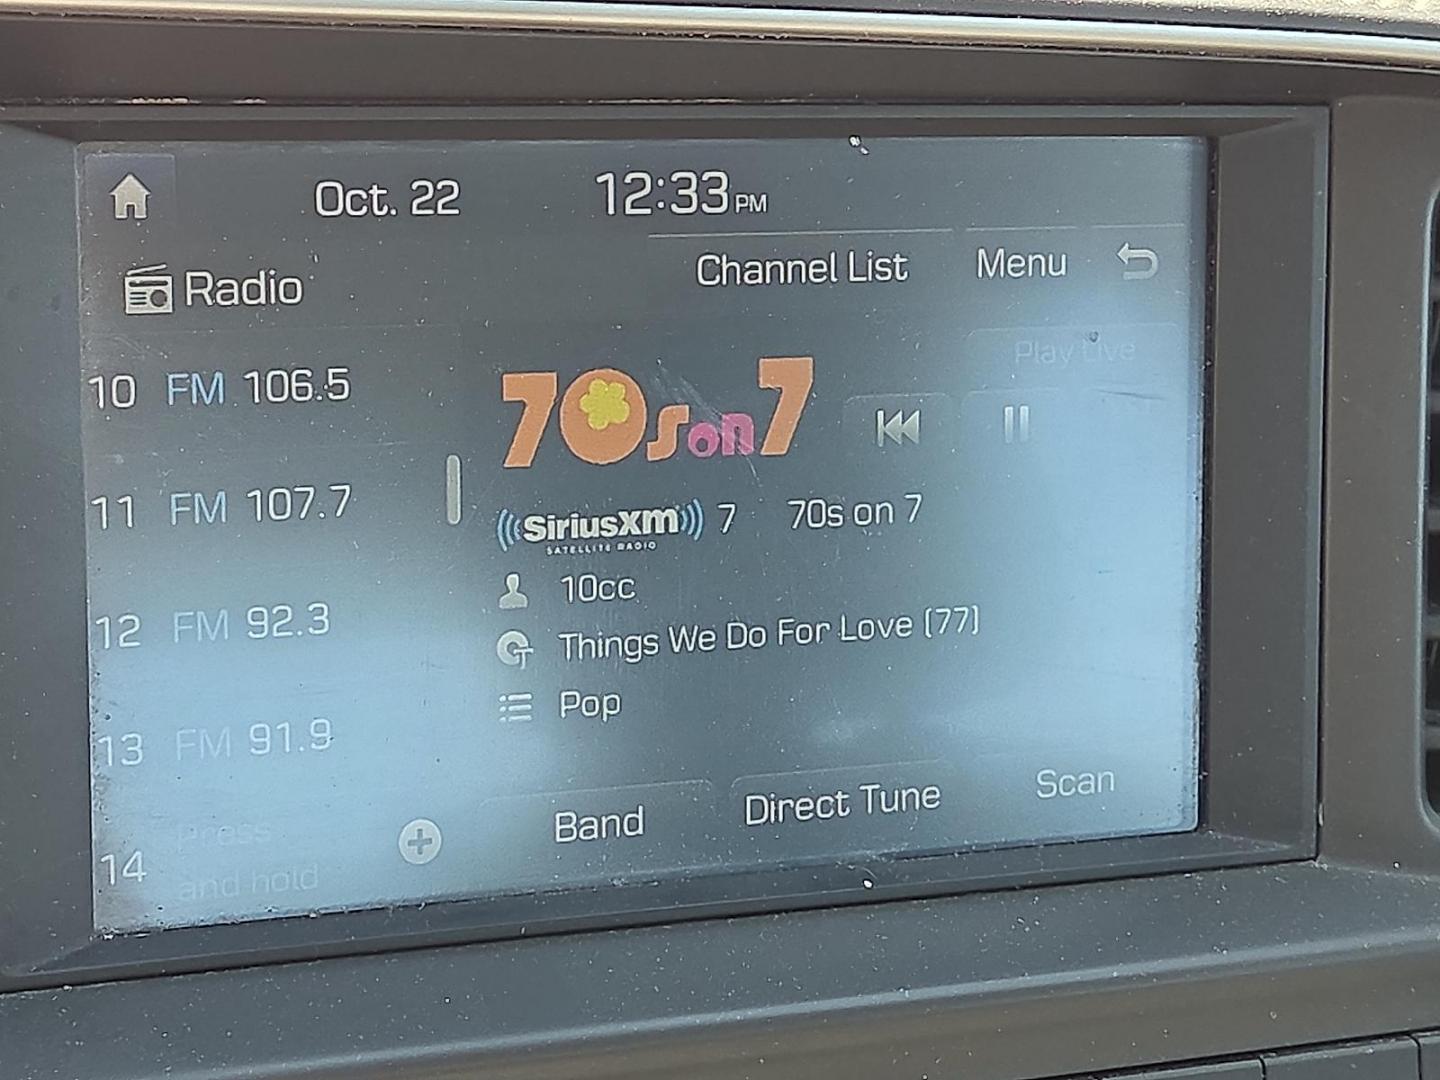 Oct. 22 12:33 PM
Radio
Channel List Menu
Play Live
10 FM 106.5
11 FM 107.7
12 FM 92.3
13 FM 91.9
14 Press
and hold
70s on 7
SiriusXM 7 70s on 7
SATELLITE RADIO
10cc
Things We Do For Love (77)
Pop
Band Direct Tune Scan